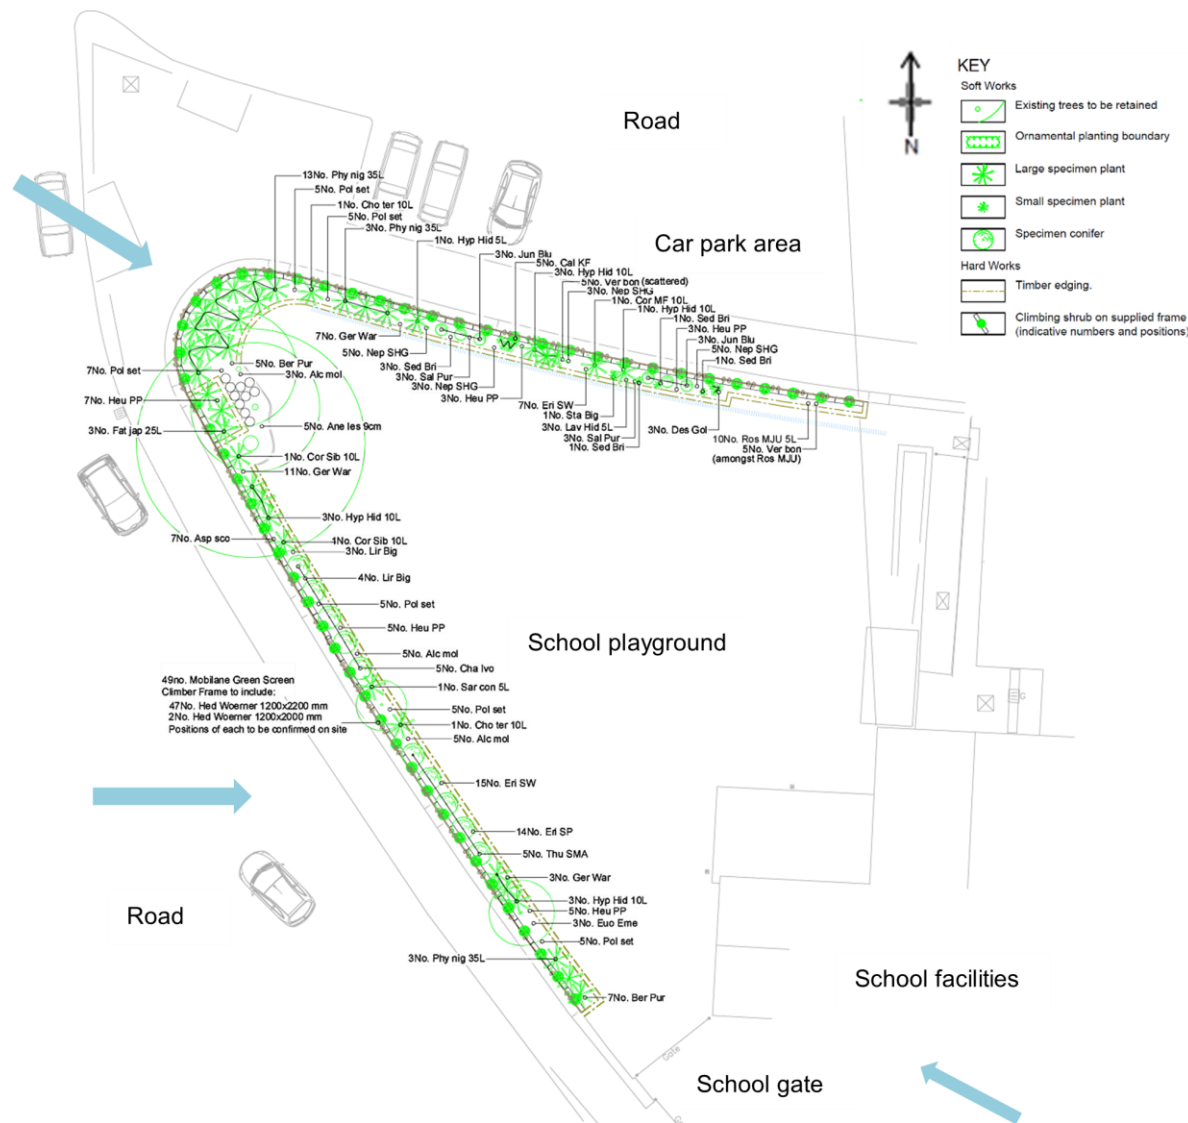 Road
KEY
Soft Works
Existing trees to be retained
Ornamental planting boundary
Large specimen plant
Small specimen plant
Specimen conifer
Hard Works
Timber edging.
Climbing shrub on supplied frame
(indicative numbers and positions)
N
Car park area
13No. Phy nig 35L
5No. Pol set
1No. Cho ter 10L
5No. Pol set
3No. Phy nig 35L
1No. Hyp Hid 5L
3No. Jun Blu
5No. Cal KF
3No. Hyp Hid 10L
5No. Ver bon (scattered)
3No. Nep SHG
1No. Cor MF 10L
1No. Hyp Hid 10L
1No. Sed Bri
3No. Heu PP
3No. Jun Blu
5No. Nep SHG
1No. Sed Bri
7No. Ger War
5No. Nep SHG
3No. Sed Bri
3No. Sal Pur
3No. Nep SHG
3No. Heu PP
7No. Eri SW
1No. Sta Big
3No. Lav Hid 5L
3No. Sal Pur
1No. Sed Bri
3No. Des Gol
10No. Ros MJU 5L
5No. Ver bon
(amongst Ros MJU)
5No. Ber Pur
7No. Pol set
3No. Alc mol
7No. Heu PP
5No. Ane les 9cm
3No. Fat jap 25L
1No. Cor Sib 10L
11No. Ger War
3No. Hyp Hid 10L
7No. Asp sco
1No. Cor Sib 10L
3No. Lir Big
4No. Lir Big
5No. Pol set
5No. Heu PP
School playground
5No. Alc mol
5No. Cha Ivo
49no. Mobilane Green Screen
Climber Frame to include:
47No. Hed Woerner 1200x2200 mm
2No. Hed Woerner 1200x2000 mm
Positions of each to be confirmed on site
1No. Sar con 5L
5No. Pol set
1No. Cho ter 10L
5No. Alc mol
15No. Eri SW
14No. Eri SP
5No. Thu SMA
3No. Ger War
3No. Hyp Hid 10L
5No. Heu PP
3No. Euo Eme
5No. Pol set
Road
3No. Phy nig 35L
School facilities
7No. Ber Pur
Gate
School gate